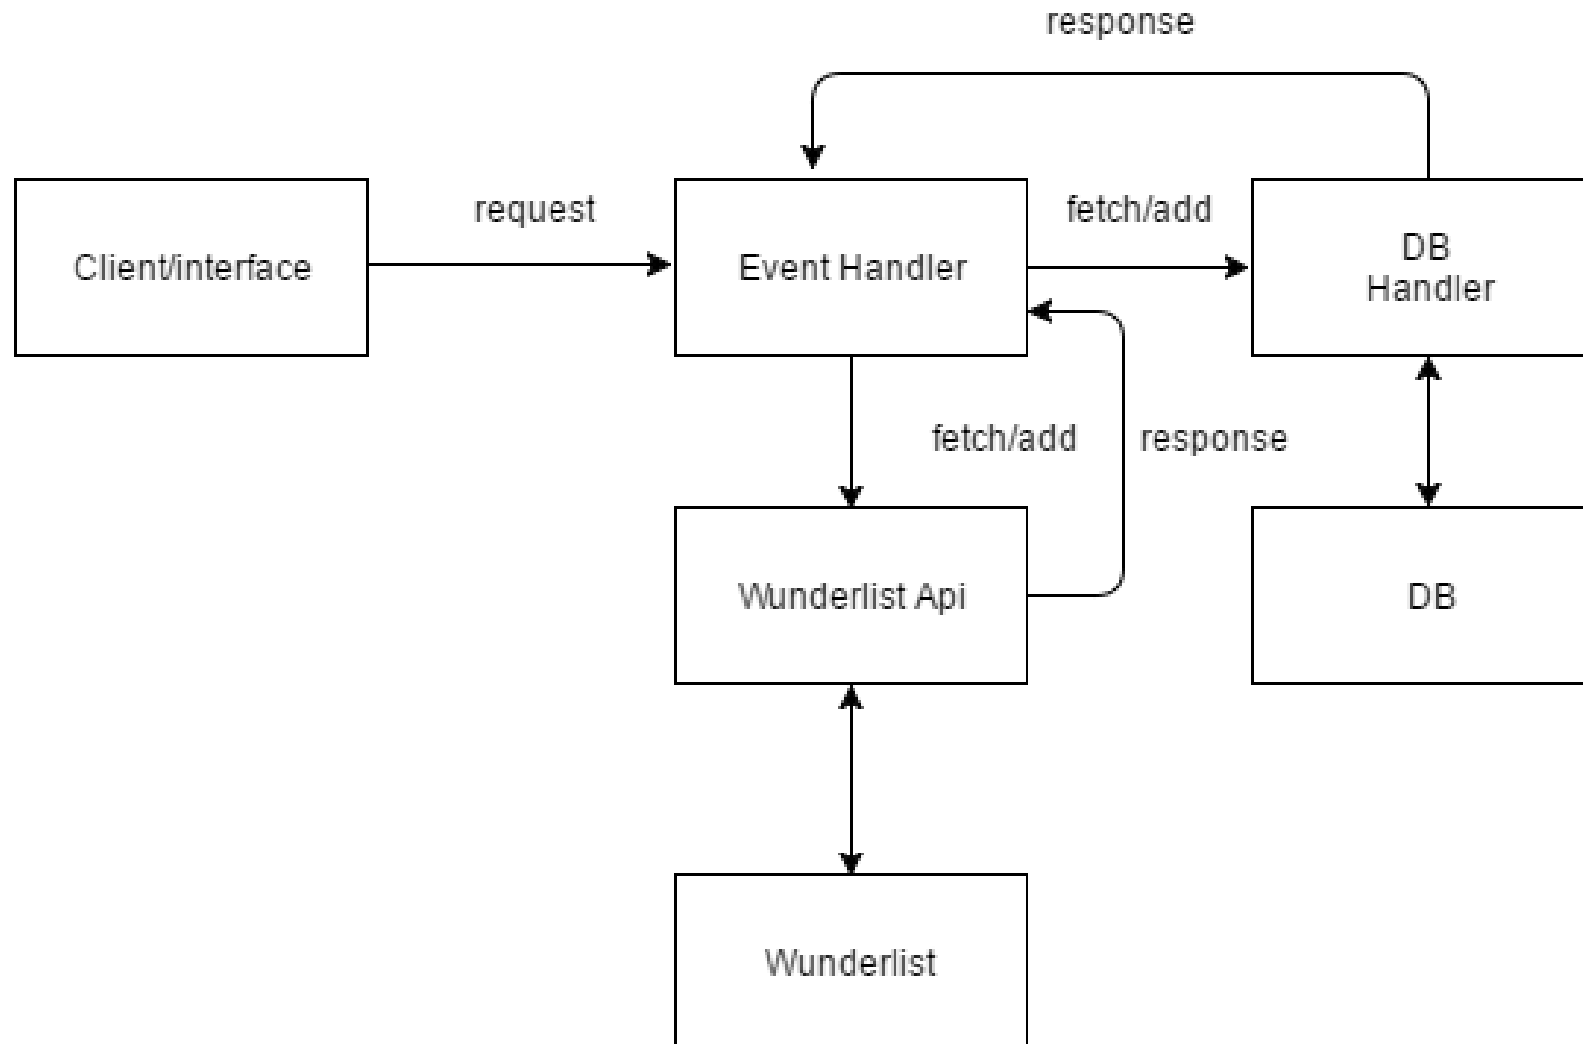 response
request
fetch/add
Client/interface
Event Handler
DB
Handler
fetch/add
response
Wunderlist Api
DB
Wunderlist